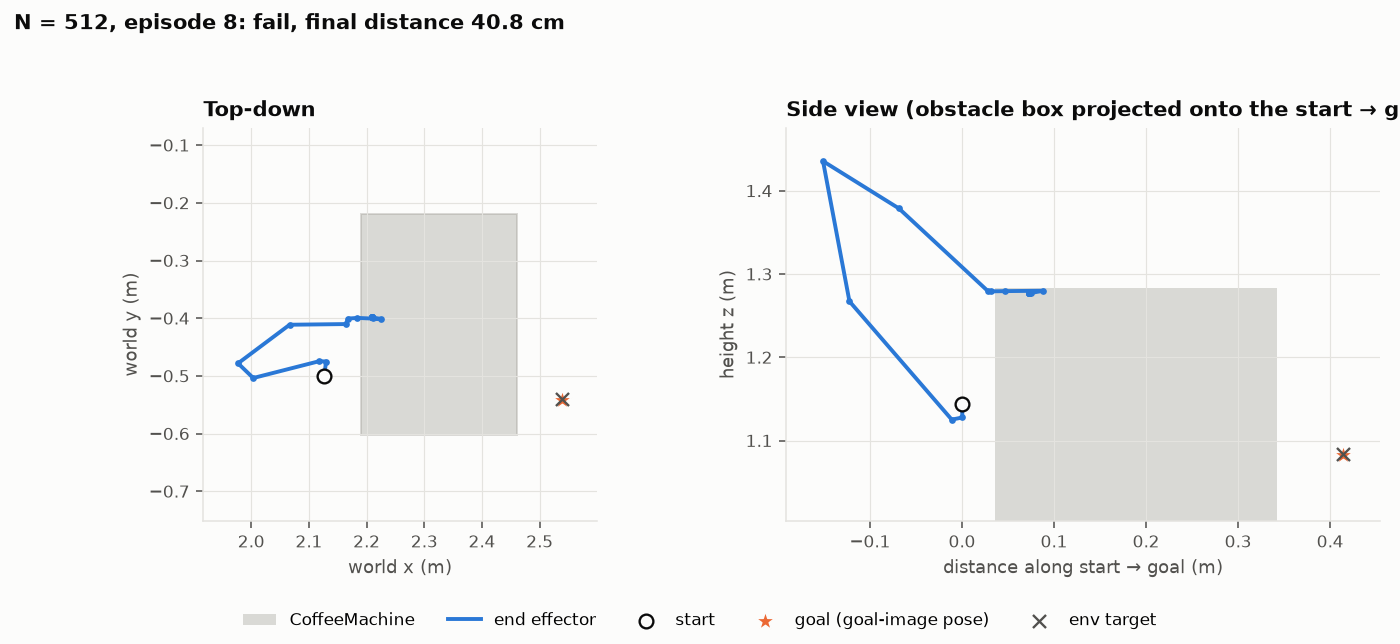 N = 512, episode 8: fail, final distance 40.8 cm
Top-down
−0.1
−0.2
−0.3
−0.4
−0.5
−0.6
−0.7
world y (m)
2.0 2.1 2.2 2.3 2.4 2.5
world x (m)
Side view (obstacle box projected onto the start → g
1.4
1.3
1.2
1.1
height z (m)
−0.1 0.0 0.1 0.2 0.3 0.4
distance along start → goal (m)
CoffeeMachine end effector start goal (goal-image pose) env target